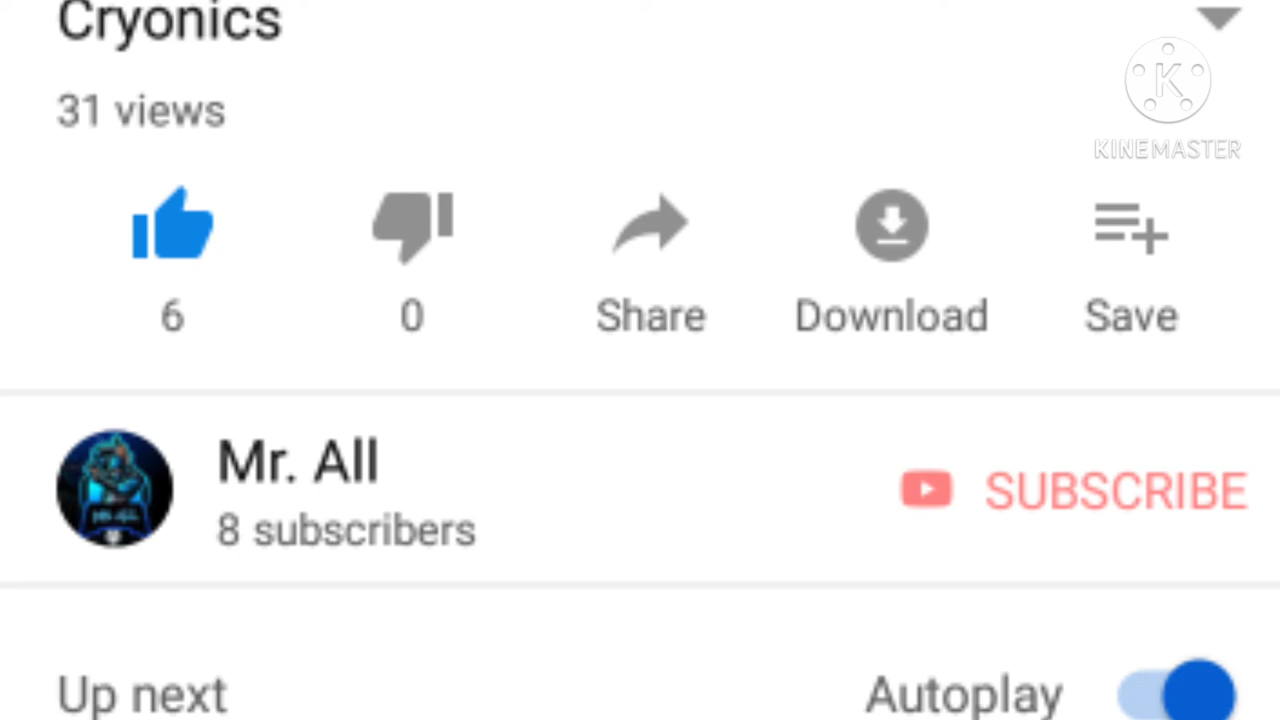 Cryonics
31 views
KINEMASTER
6
0
Share
Download
Save
Mr. All
8 subscribers
SUBSCRIBE
Up next
Autoplay